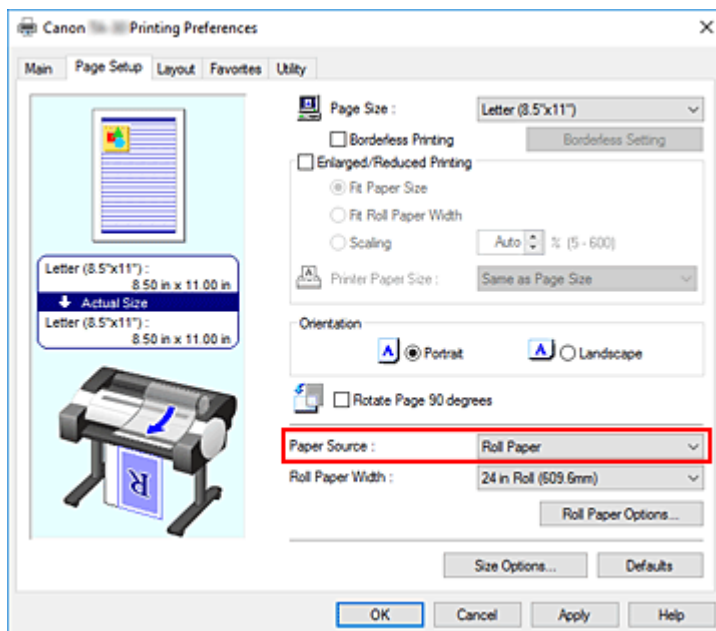 Canon Printing Preferences
Main Page Setup Layout Favorites Utility
Page Size : Letter (8.5"x11")
Borderless Printing Borderless Setting
Enlarged/Reduced Printing
Fit Paper Size
Fit Roll Paper Width
Scaling Auto % (5 - 600)
Printer Paper Size : Same as Page Size
Letter (8.5"x11") :
8.50 in x 11.00 in
Actual Size
Letter (8.5"x11") :
8.50 in x 11.00 in
Orientation
A Portrait A Landscape
Rotate Page 90 degrees
Paper Source : Roll Paper
Roll Paper Width : 24 in Roll (609.6mm)
Roll Paper Options...
R
Size Options... Defaults
OK Cancel Apply Help